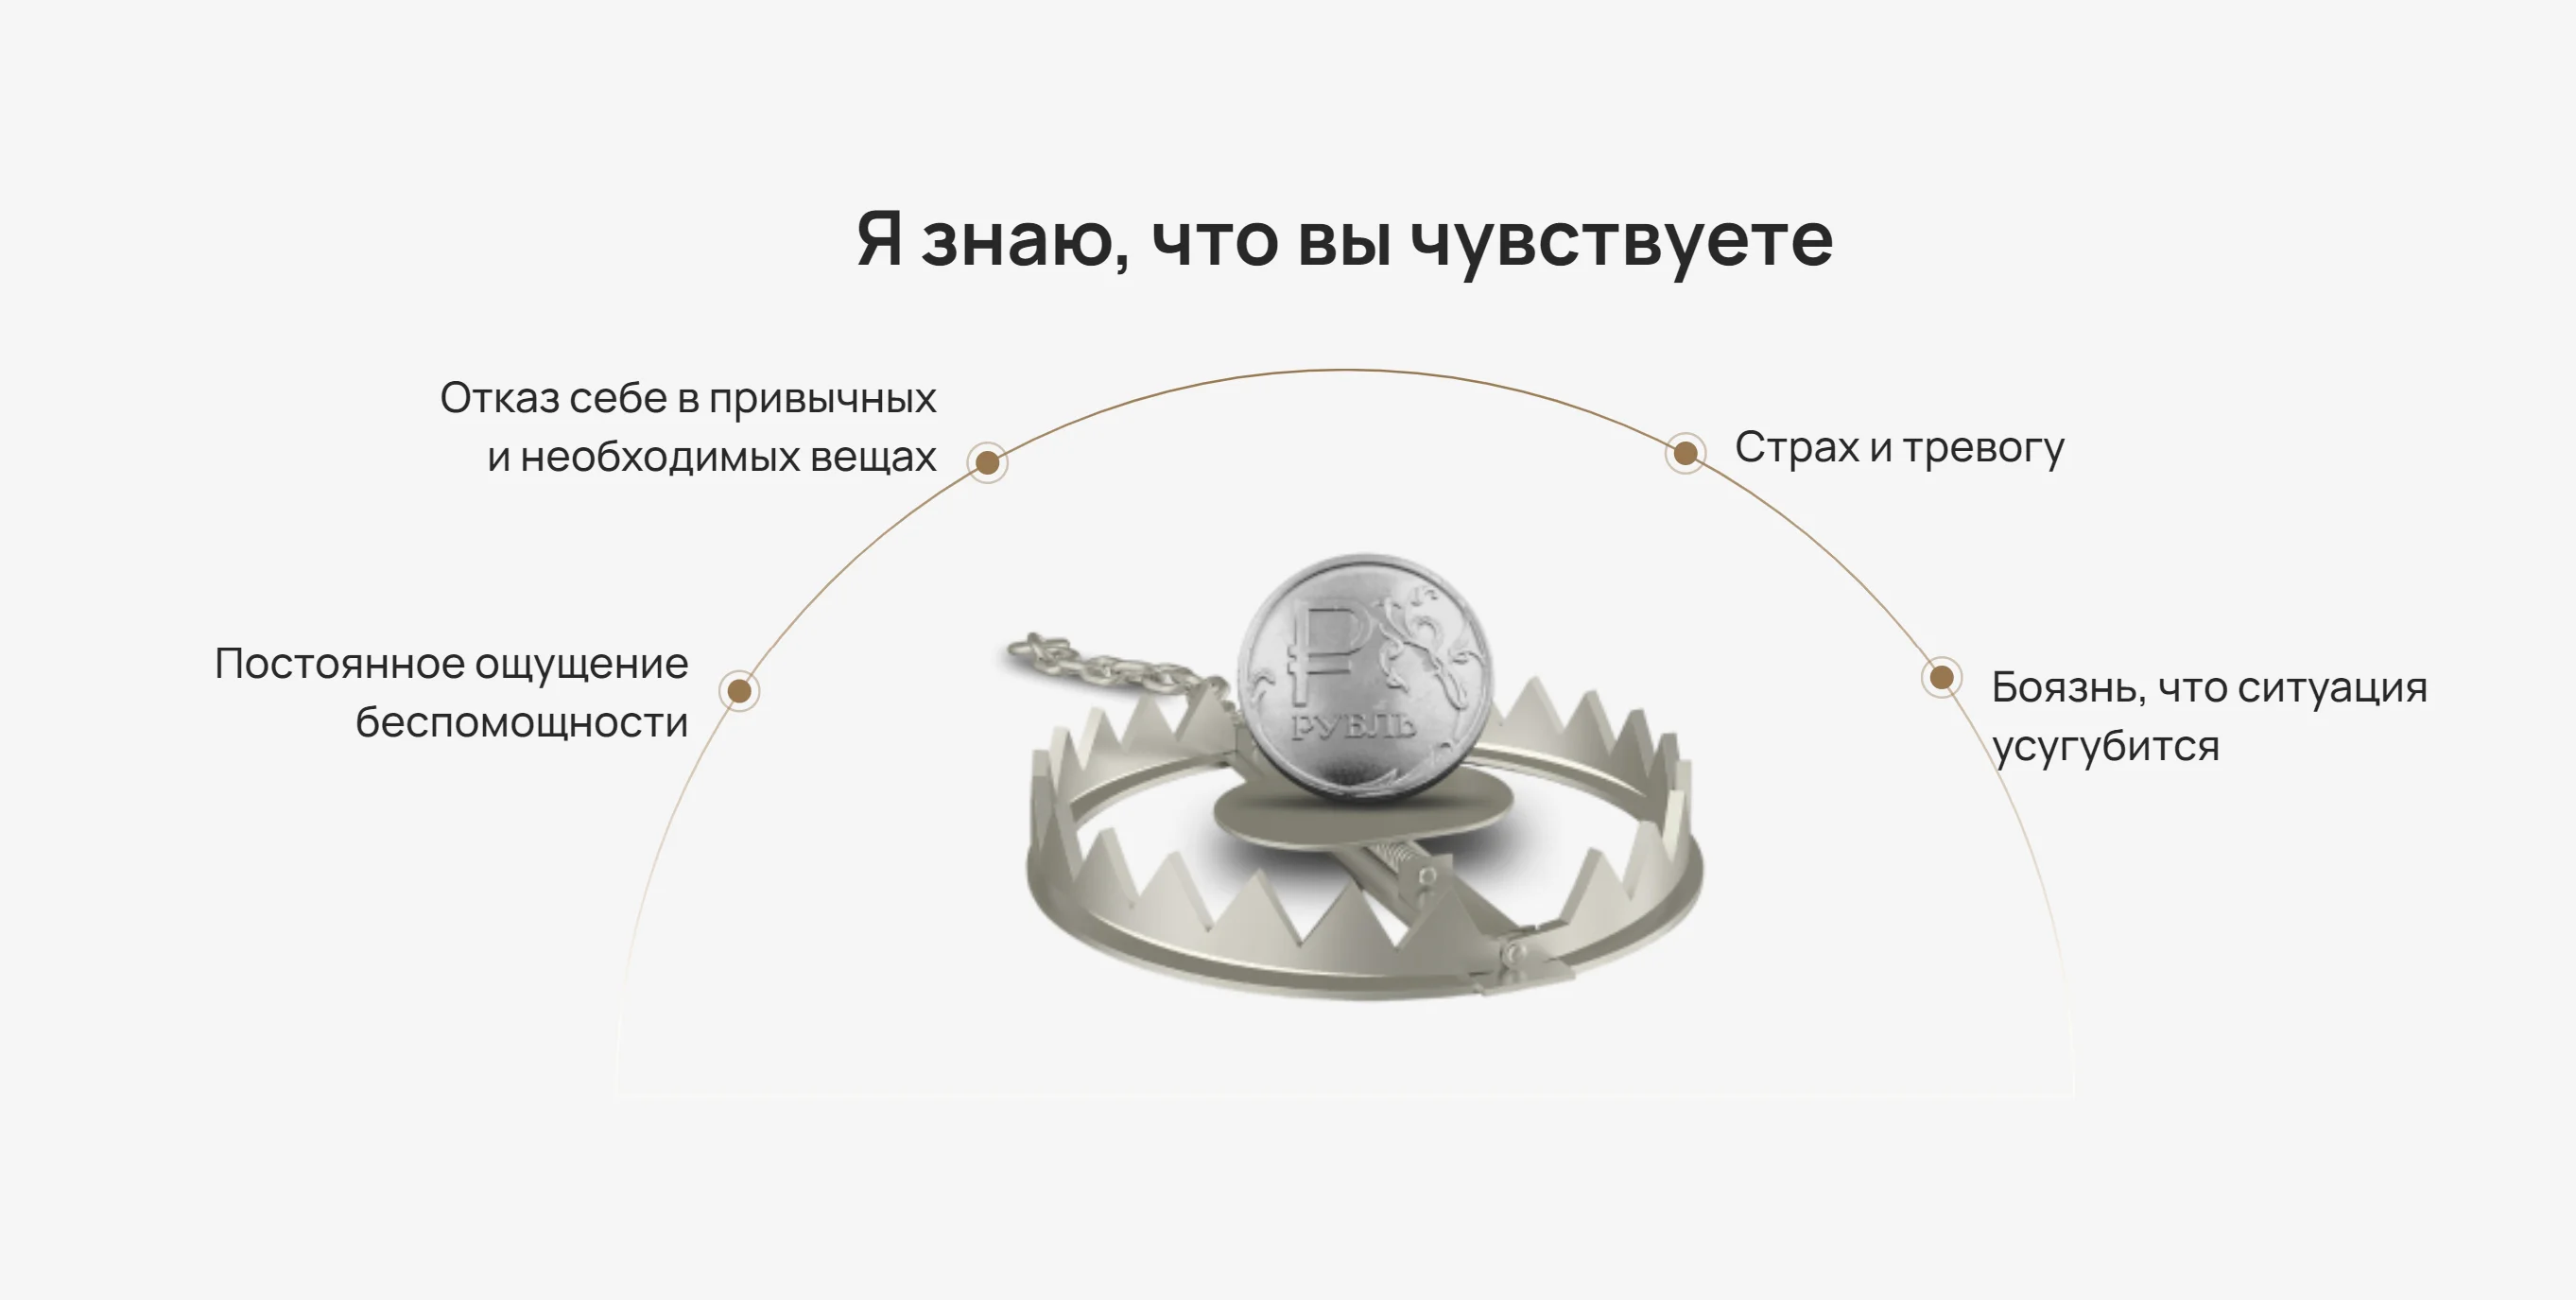 Я знаю, что вы чувствуете
Отказ себе в привычных
и необходимых вещах
Страх и тревогу
Постоянное ощущение
беспомощности
Боязнь, что ситуация
усугубится
РУБЛЬ